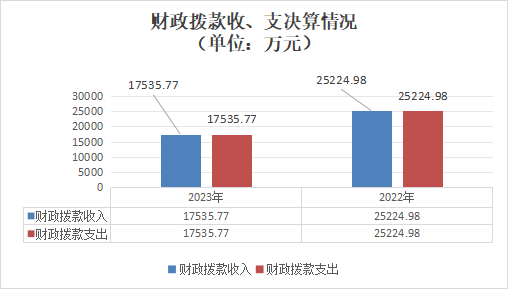 财政拨款收、支决算情况
（单位：万元）
17535.77
17535.77
25224.98
25224.98
30000
25000
20000
15000
10000
5000
0
2023年 2022年
财政拨款收入 17535.77 25224.98
财政拨款支出 17535.77 25224.98
财政拨款收入 财政拨款支出